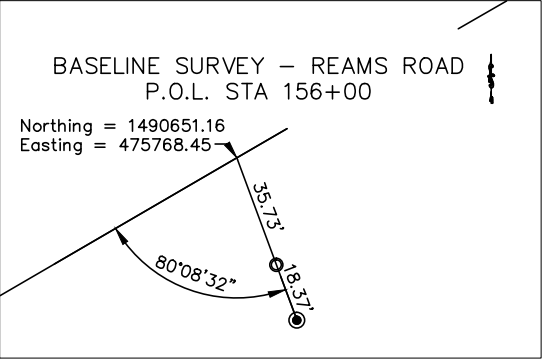 BASELINE SURVEY – REAMS ROAD
P.O.L. STA 156+00
Northing = 1490651.16
Easting = 475768.45
35.73'
18.37'
80°08'32"